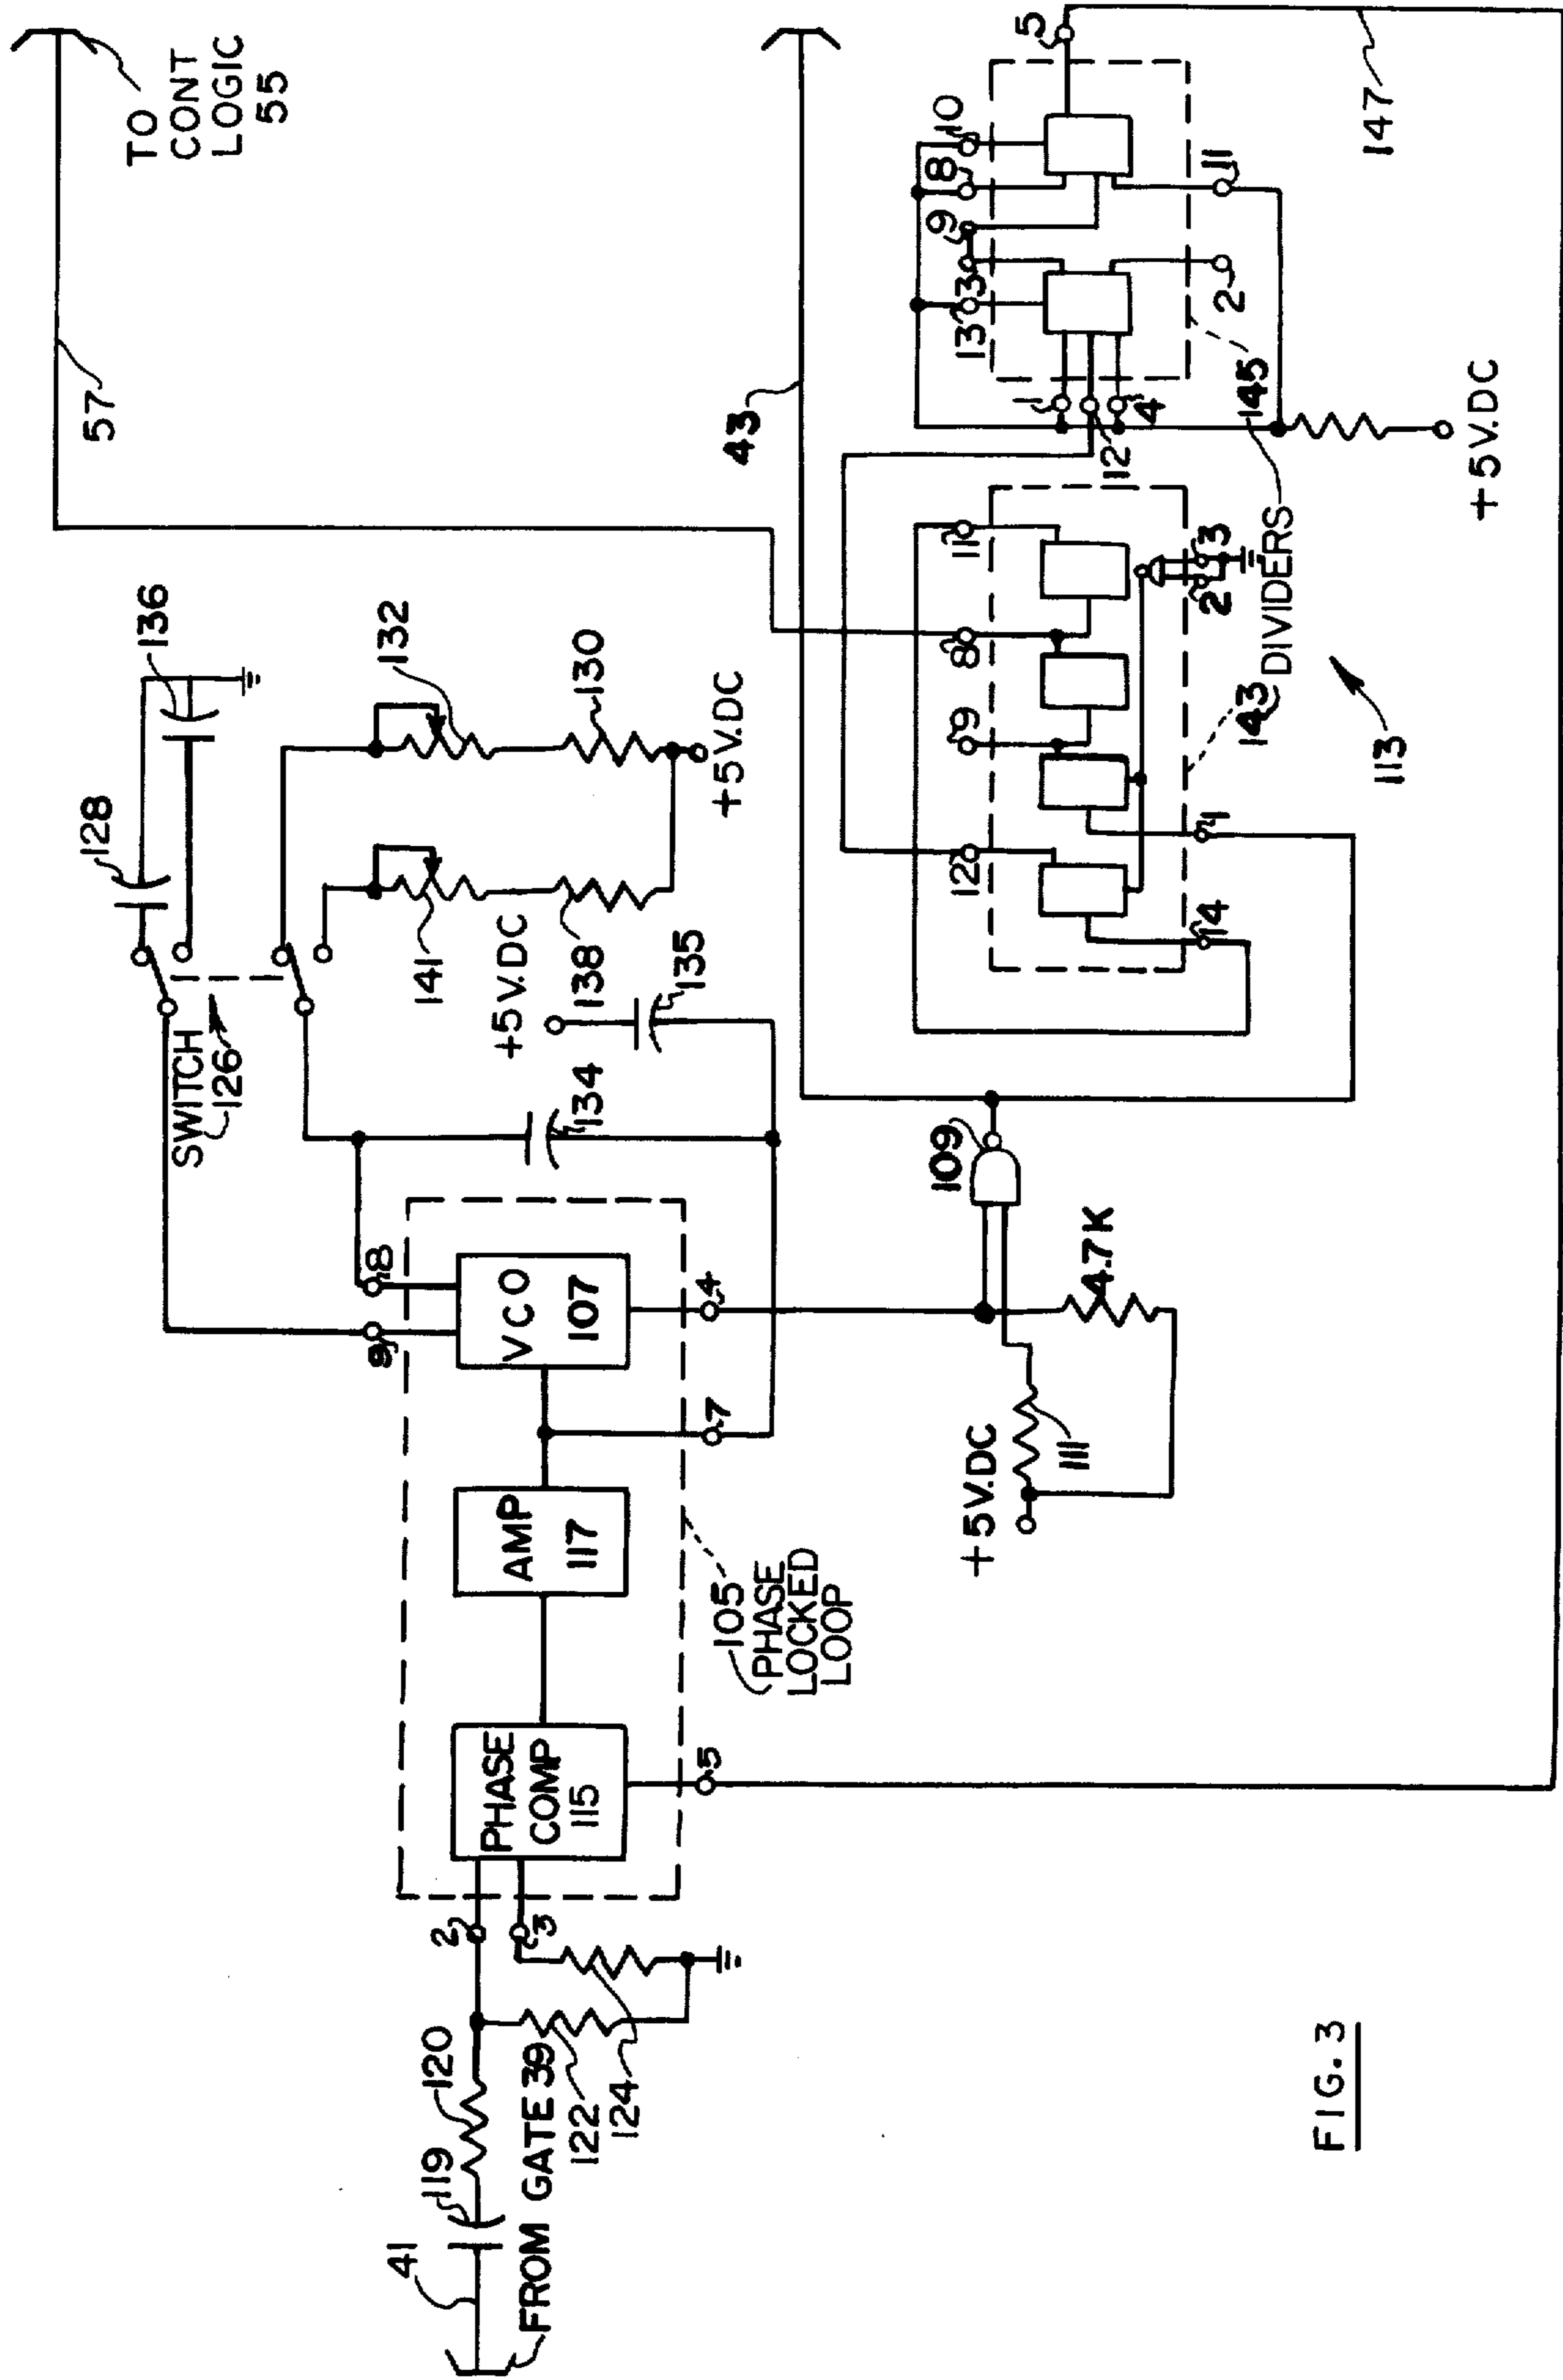 TO
CONT
LOGIC
55
57
43
SWITCH
126
128
136
132
130
141
138
+5V.DC
+5V.DC
135
134
9
8
VCO
107
AMP
117
PHASE
COMP
115
4
7
5
2
3
105
PHASE
LOCKED
LOOP
41
119
120
122
124
FROM GATE 39
109
4.7K
+5V.DC
111
12
9
8
11
14
1
2
3
143
DIVIDERS
145
113
13
3
9
8
10
5
1
12
4
2
11
+5V.DC
147
FIG. 3